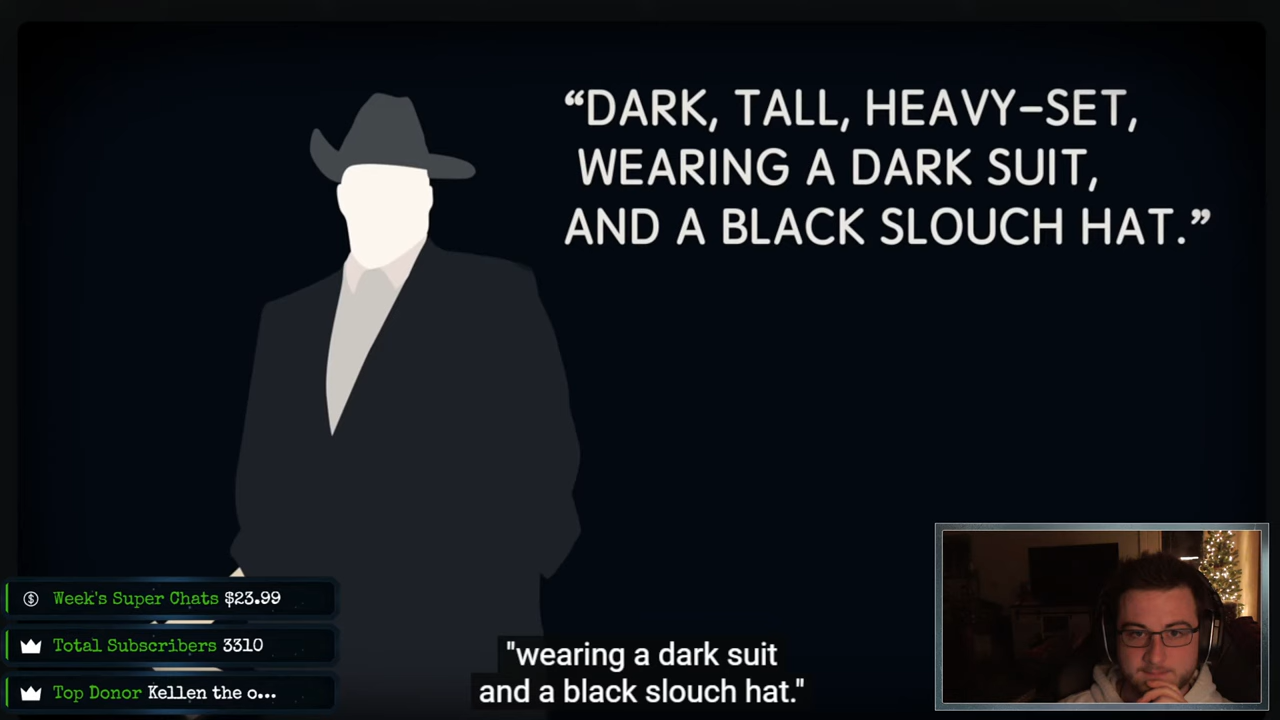 “DARK, TALL, HEAVY-SET,
WEARING A DARK SUIT,
AND A BLACK SLOUCH HAT.”
Week's Super Chats $23.99
Total Subscribers 3310
Top Donor Kellen the o...
"wearing a dark suit
and a black slouch hat."